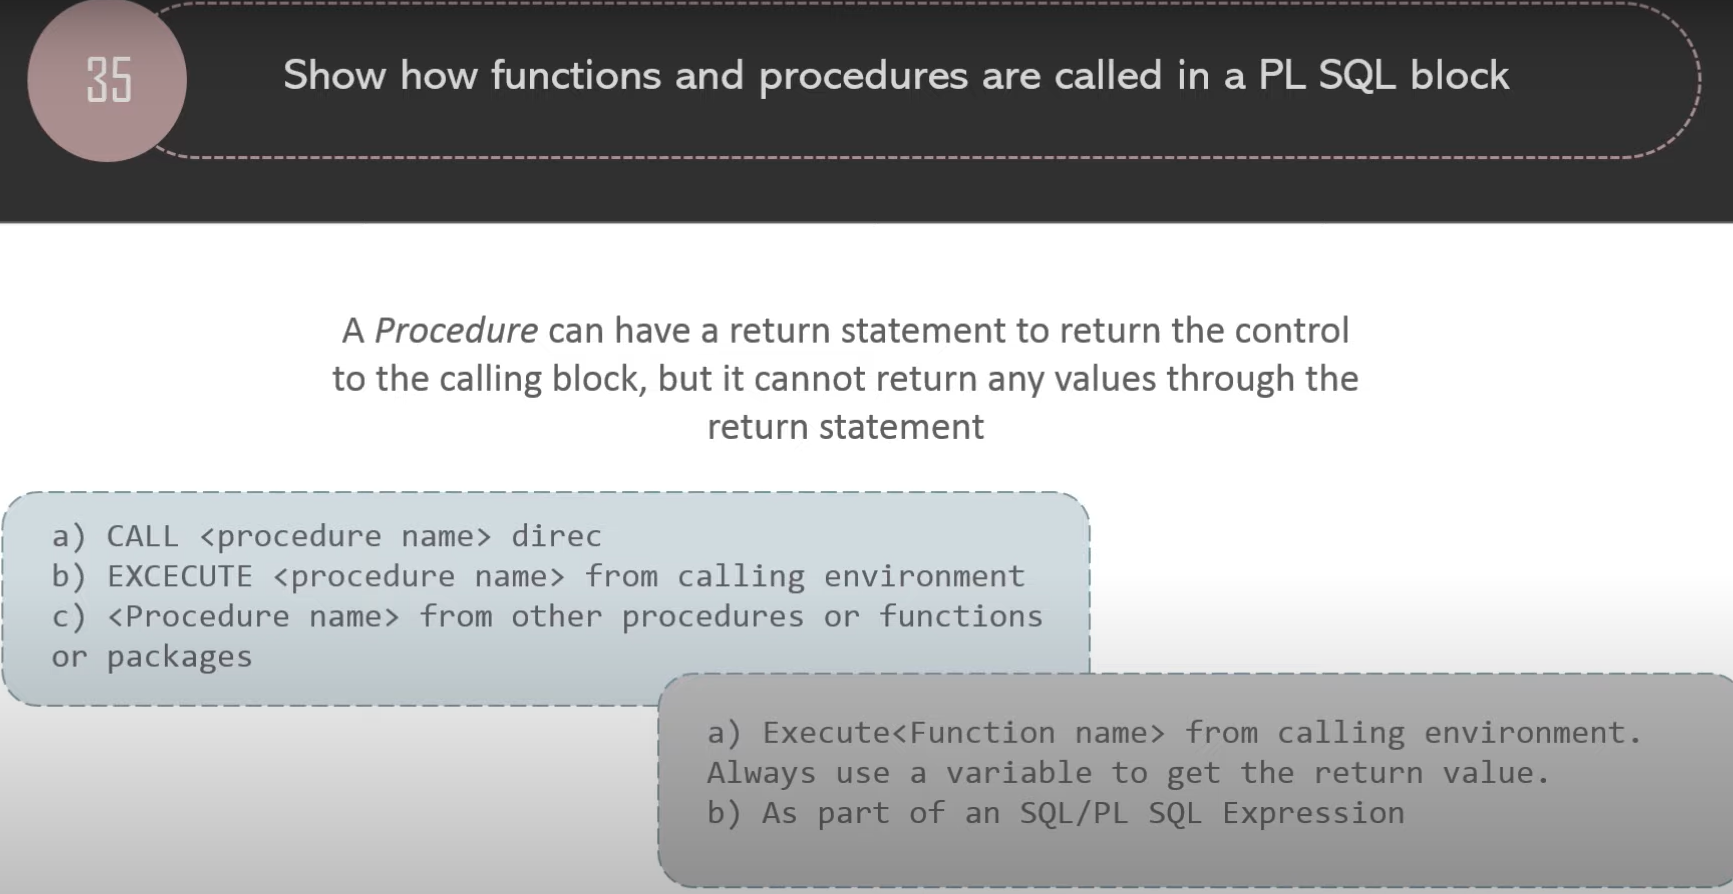 35
Show how functions and procedures are called in a PL SQL block
A Procedure can have a return statement to return the control
to the calling block, but it cannot return any values through the
return statement
a) CALL <procedure name> direc
b) EXCECUTE <procedure name> from calling environment
c) <Procedure name> from other procedures or functions
or packages
a) Execute<Function name> from calling environment.
Always use a variable to get the return value.
b) As part of an SQL/PL SQL Expression